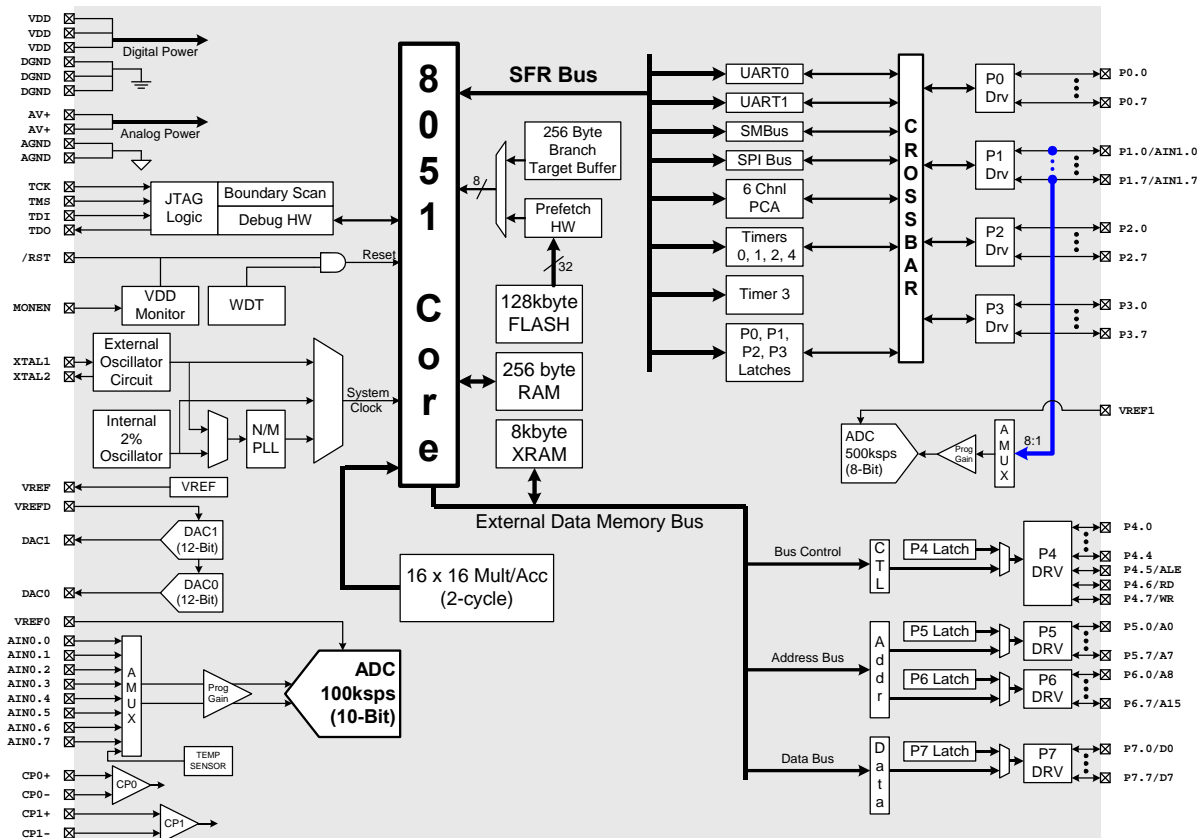 VDD
VDD
VDD
Digital Power
DGND
DGND
DGND
AV+
AV+
Analog Power
AGND
AGND
TCK
TMS
TDI
TDO
JTAG
Logic
Boundary Scan
Debug HW
/RST
Reset
MONEN
VDD
Monitor
WDT
XTAL1
XTAL2
External
Oscillator
Circuit
Internal
2%
Oscillator
N/M
PLL
System
Clock
VREF
VREF
VREFD
DAC1
DAC1
(12-Bit)
DAC0
DAC0
(12-Bit)
VREF0
AIN0.0
AIN0.1
AIN0.2
AIN0.3
AIN0.4
AIN0.5
AIN0.6
AIN0.7
AMUX
Prog
Gain
ADC
100ksps
(10-Bit)
TEMP
SENSOR
CP0+
CP0-
CP0
CP1+
CP1-
CP1
8051 Core
SFR Bus
8
256 Byte
Branch
Target Buffer
Prefetch
HW
32
128kbyte
FLASH
256 byte
RAM
8kbyte
XRAM
External Data Memory Bus
16 x 16 Mult/Acc
(2-cycle)
UART0
UART1
SMBus
SPI Bus
6 Chnl
PCA
Timers
0, 1, 2, 4
Timer 3
P0, P1,
P2, P3
Latches
CROSSBAR
P0
Drv
P0.0
P0.7
P1
Drv
P1.0/AIN1.0
P1.7/AIN1.7
P2
Drv
P2.0
P2.7
P3
Drv
P3.0
P3.7
VREF1
ADC
500ksps
(8-Bit)
Prog
Gain
AMUX
8:1
Bus Control
CTL
P4 Latch
P4
DRV
P4.0
P4.4
P4.5/ALE
P4.6/RD
P4.7/WR
Address Bus
Addr
P5 Latch
P5
DRV
P5.0/A0
P5.7/A7
P6 Latch
P6
DRV
P6.0/A8
P6.7/A15
Data Bus
Data
P7 Latch
P7
DRV
P7.0/D0
P7.7/D7